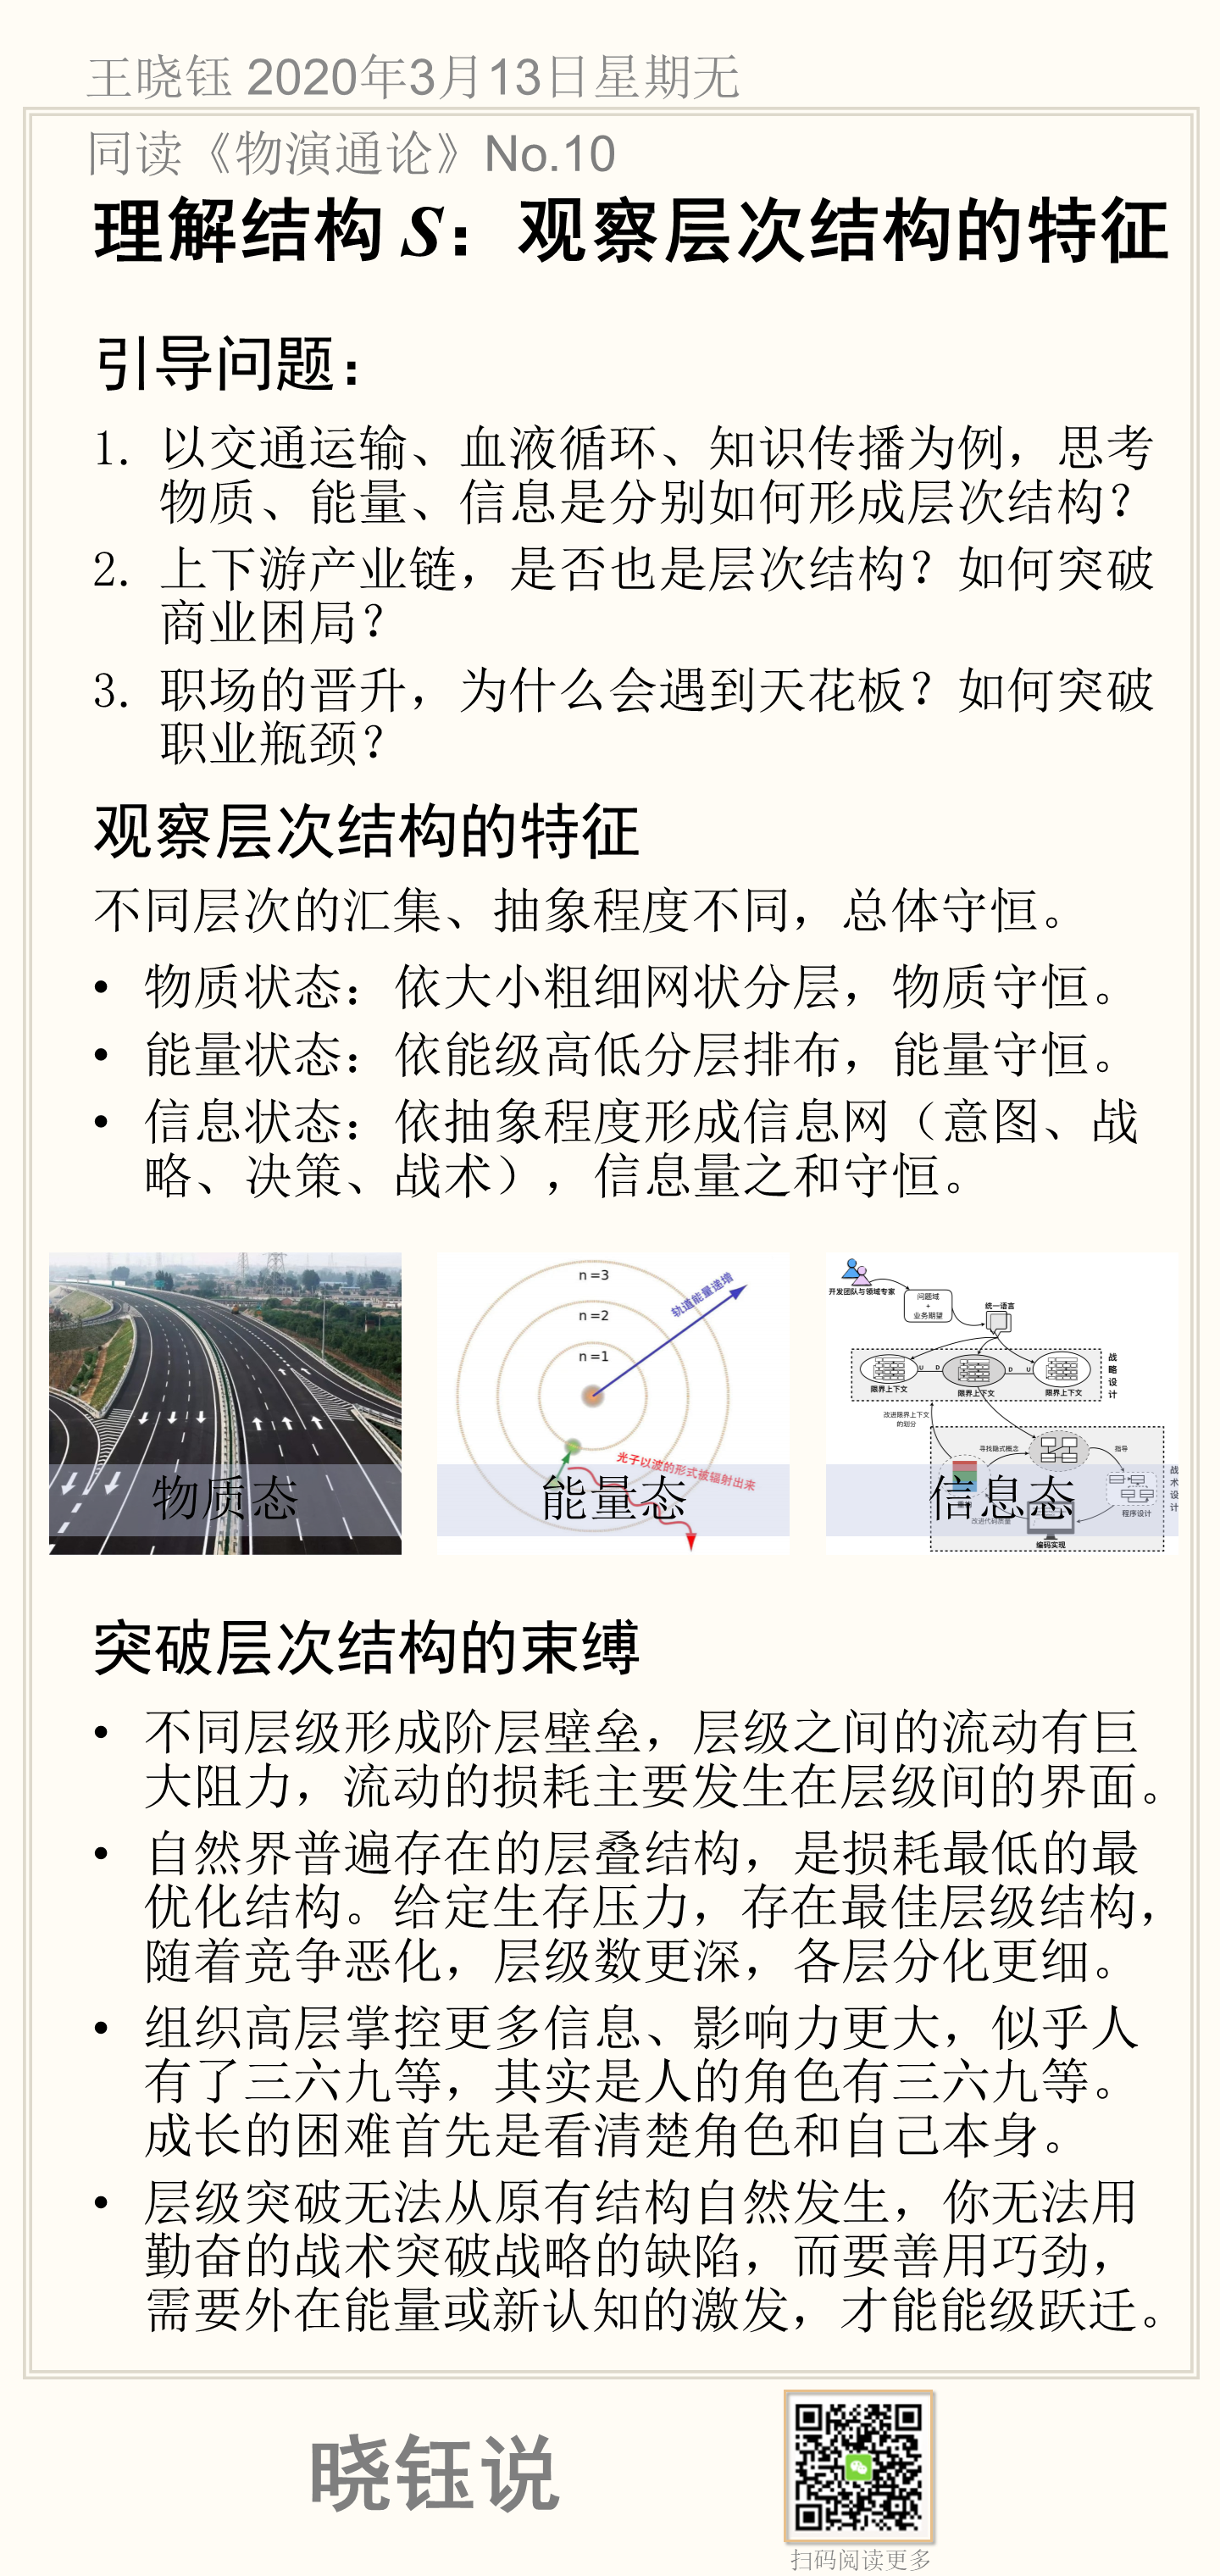 王晓钰 2020年3月13日星期无
同读《物演通论》No.10
理解结构 S：观察层次结构的特征
引导问题：
1. 以交通运输、血液循环、知识传播为例，思考
物质、能量、信息是分别如何形成层次结构？
2. 上下游产业链，是否也是层次结构？如何突破
商业困局？
3. 职场的晋升，为什么会遇到天花板？如何突破
职业瓶颈？
观察层次结构的特征
不同层次的汇集、抽象程度不同，总体守恒。
• 物质状态：依大小粗细网状分层，物质守恒。
• 能量状态：依能级高低分层排布，能量守恒。
• 信息状态：依抽象程度形成信息网（意图、战
略、决策、战术），信息量之和守恒。
物质态
n=3
n=2
n=1
轨道能量递增
光子以波的形式被辐射出来
能量态
开发团队与领域专家
问题域
+
业务期望
统一语言
U D D U
限界上下文
限界上下文
限界上下文
战略设计
改进限界上下文
的划分
寻找隐式概念
指导
程序设计
战术设计
改进代码质量
编码实现
信息态
突破层次结构的束缚
• 不同层级形成阶层壁垒，层级之间的流动有巨
大阻力，流动的损耗主要发生在层级间的界面。
• 自然界普遍存在的层叠结构，是损耗最低的最
优化结构。给定生存压力，存在最佳层级结构，
随着竞争恶化，层级数更深，各层分化更细。
• 组织高层掌控更多信息、影响力更大，似乎人
有了三六九等，其实是人的角色有三六九等。
成长的困难首先是看清楚角色和自己本身。
• 层级突破无法从原有结构自然发生，你无法用
勤奋的战术突破战略的缺陷，而要善用巧劲，
需要外在能量或新认知的激发，才能能级跃迁。
晓钰说
扫码阅读更多